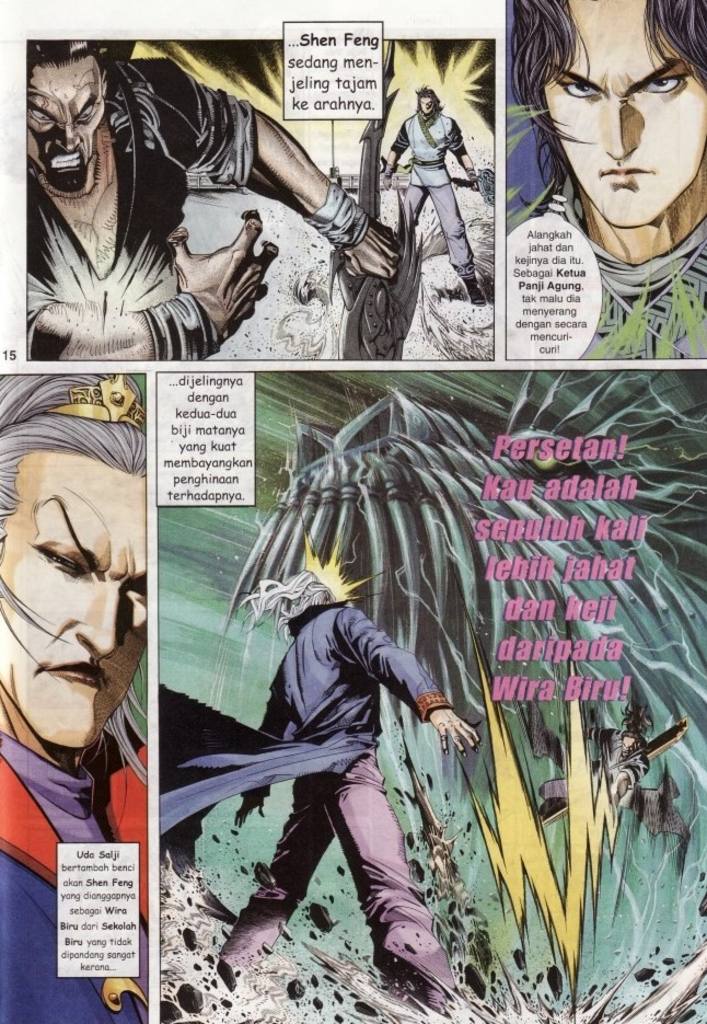 ...Shen Feng
sedang men-
jeling tajam
ke arahnya.
Alangkah
jahat dan
kejinya dia itu.
Sebagai Ketua
Panji Agung,
tak malu dia
menyerang
dengan secara
mencuri-
curi!
15
...dijelingnya
dengan
kedua-dua
biji matanya
yang kuat
membayangkan
penghinaan
terhadapnya.
Persetan!
Kau adalah
sepuluh kali
lebih jahat
dan keji
daripada
Wira Biru!
Uda Salji
bertambah benci
akan Shen Feng
yang dianggapnya
sebagai Wira
Biru dari Sekolah
Biru yang tidak
dipandang sangat
kerana...